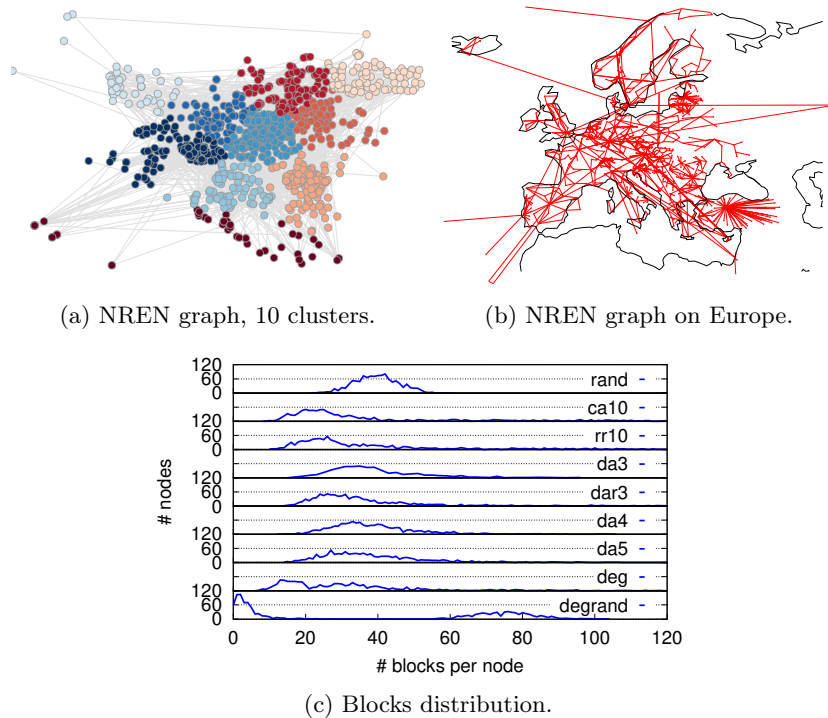 (a) NREN graph, 10 clusters.
(b) NREN graph on Europe.
120
60
0
rand
120
ca10
60
0
rr10
120
da3
60
0
dar3
120
da4
60
0
da5
120
deg
60
0
degrand
0 20 40 60 80 100 120
# nodes
# blocks per node
(c) Blocks distribution.